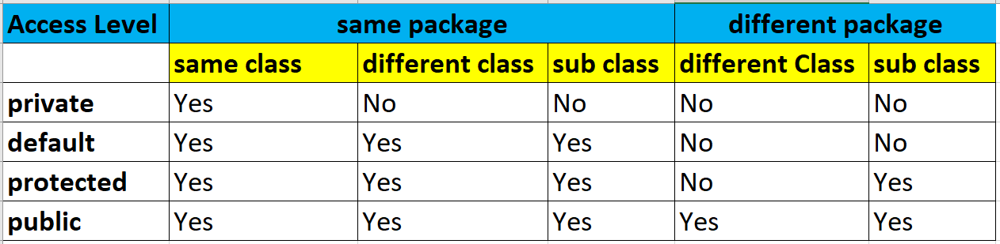 Access Level same package different package
same class different class sub class different Class sub class
private Yes No No No No
default Yes Yes Yes No No
protected Yes Yes Yes No Yes
public Yes Yes Yes Yes Yes